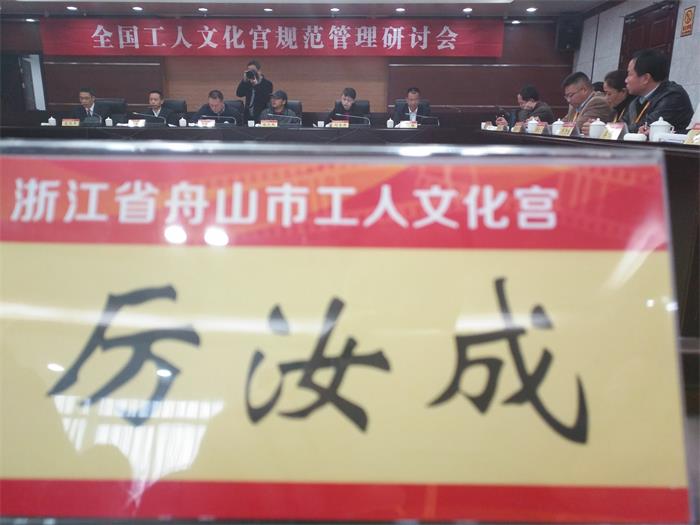 全国工人文化宫规范管理研讨会
浙江省舟山市工人文化宫
厉汝成